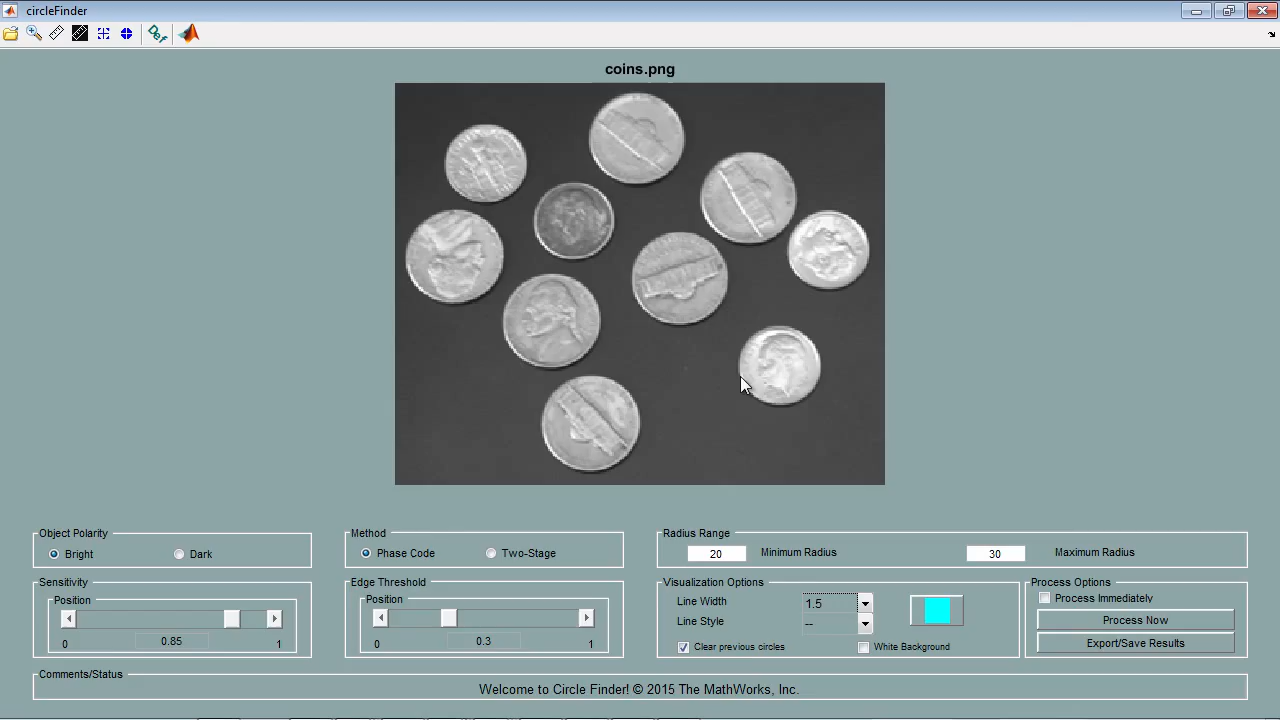 circleFinder
coins.png
Object Polarity
Bright
Dark
Method
Phase Code
Two-Stage
Radius Range
20
Minimum Radius
30
Maximum Radius
Sensitivity
Position
0
0.85
1
Edge Threshold
Position
0
0.3
1
Visualization Options
Line Width
1.5
Line Style
--
Clear previous circles
White Background
Process Options
Process Immediately
Process Now
Export/Save Results
Comments/Status
Welcome to Circle Finder! © 2015 The MathWorks, Inc.